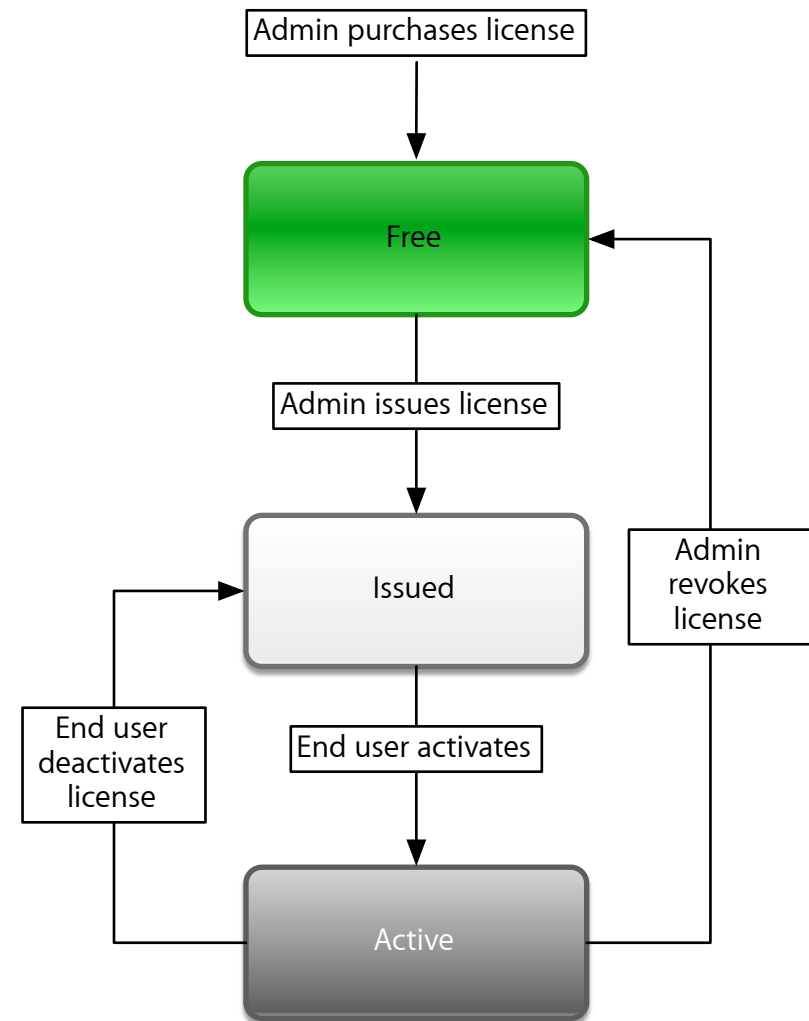 Admin purchases license
Free
Admin issues license
Issued
Admin
revokes
license
End user
deactivates
license
End user activates
Active